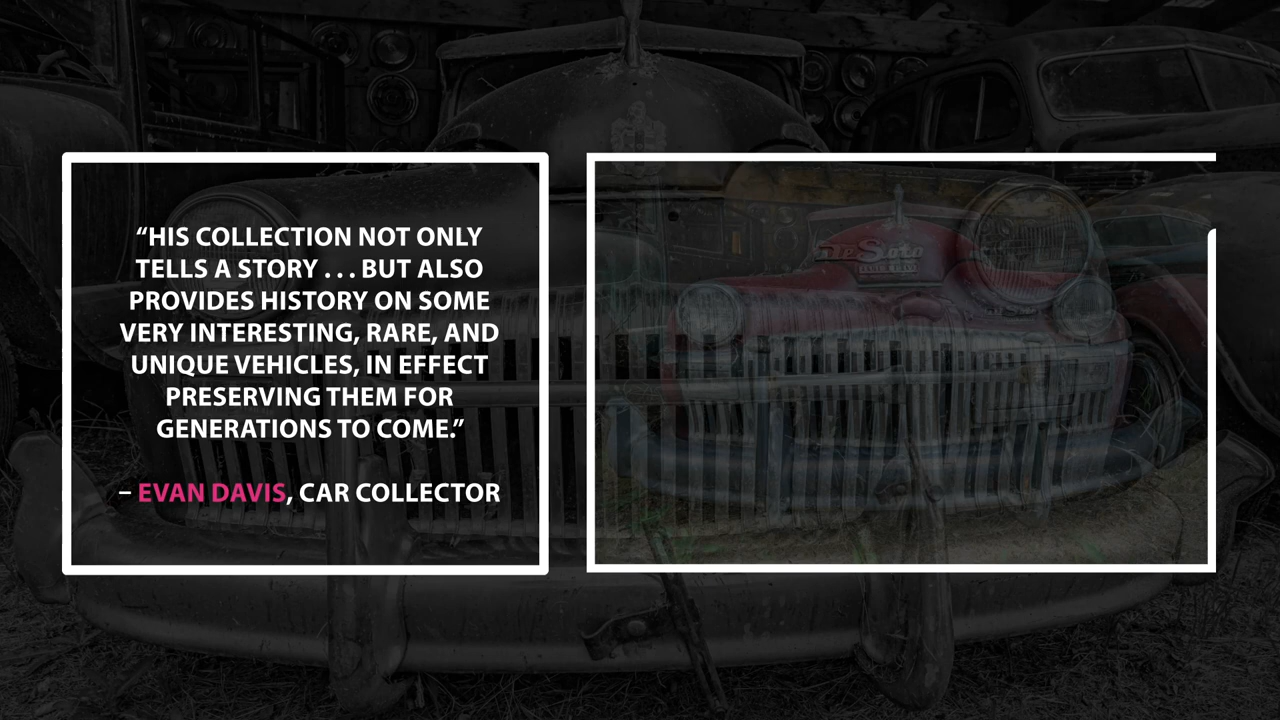 “HIS COLLECTION NOT ONLY
TELLS A STORY . . . BUT ALSO
PROVIDES HISTORY ON SOME
VERY INTERESTING, RARE, AND
UNIQUE VEHICLES, IN EFFECT
PRESERVING THEM FOR
GENERATIONS TO COME.”
– EVAN DAVIS, CAR COLLECTOR
DeSoto